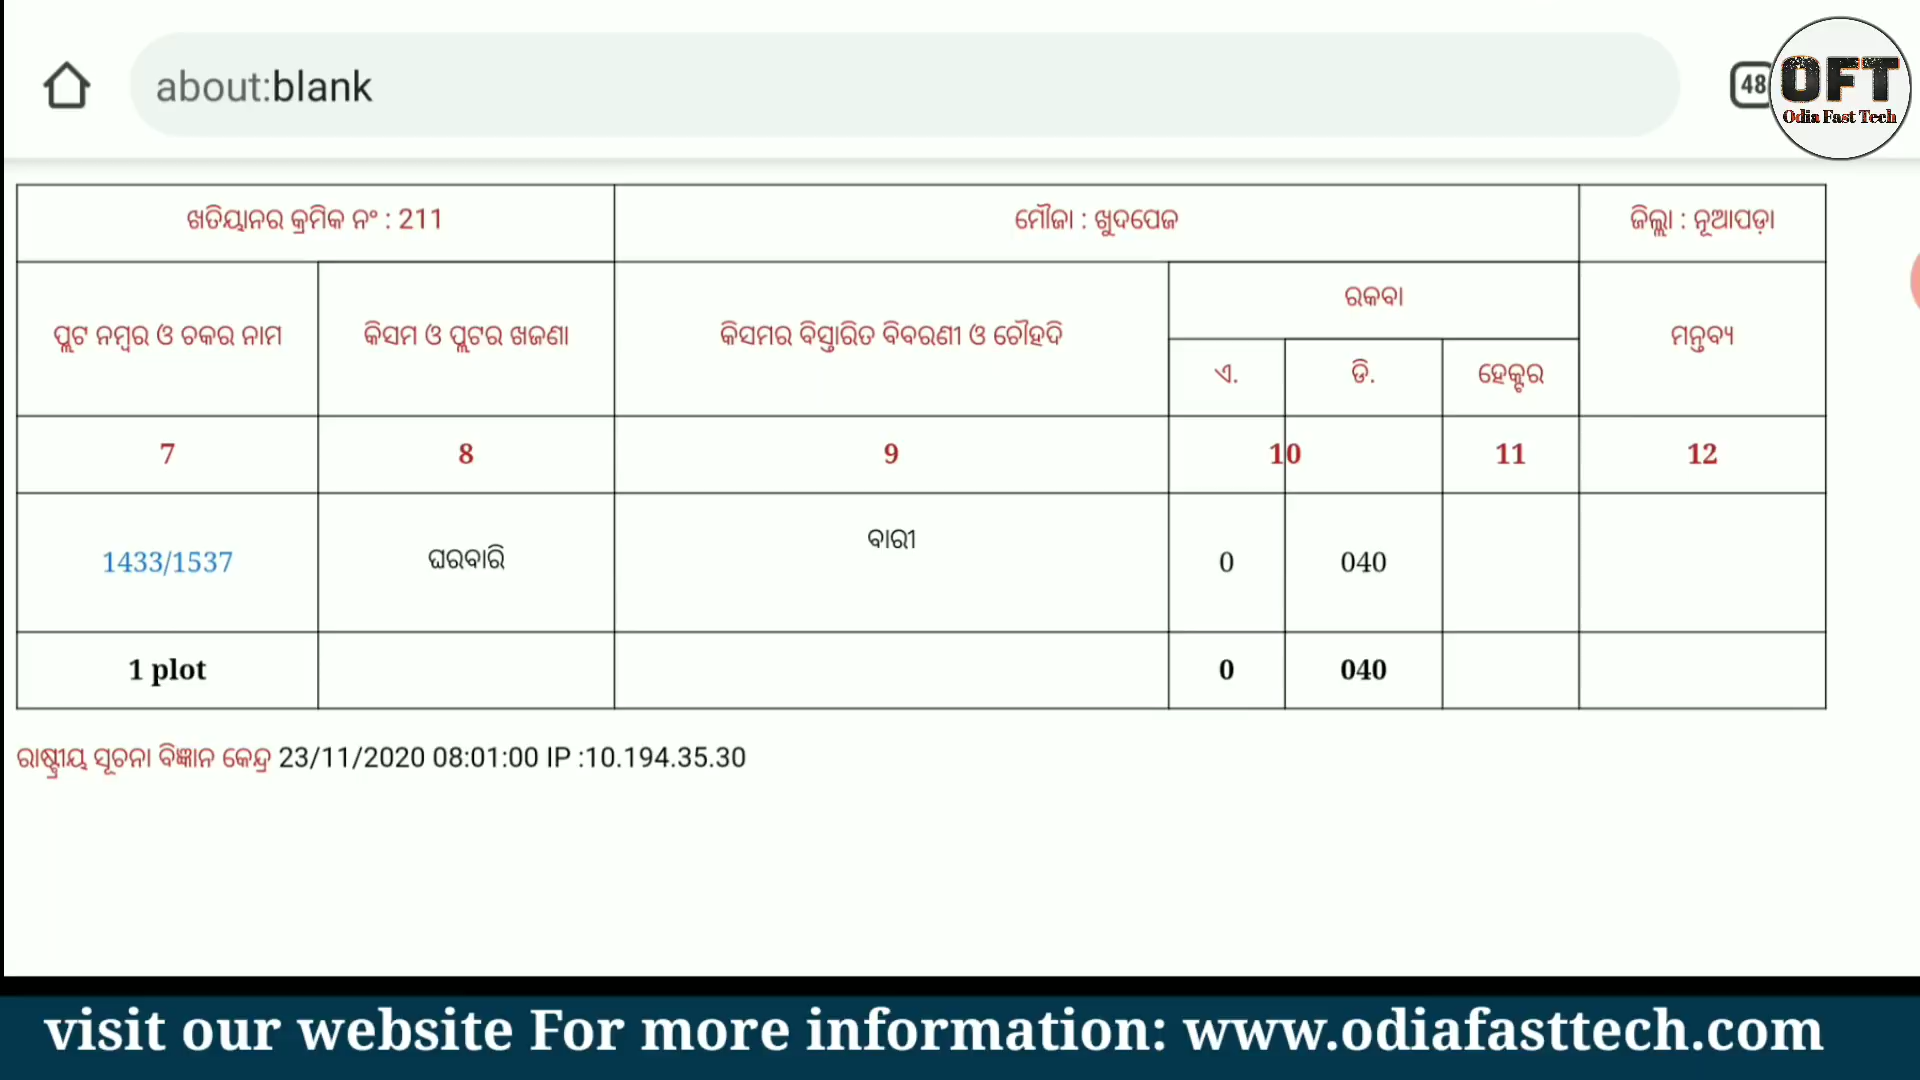 about:blank
48
OFT
Odia Fast Tech
ଖତିୟାନର କ୍ରମିକ ନଂ : 211
ମୌଜା : ଖୁଦପେଜ
ଜିଲ୍ଲା : ନୂଆପଡ଼ା
ପ୍ଲଟ ନମ୍ବର ଓ ଚକର ନାମ
କିସମ ଓ ପ୍ଲଟର ଖଜଣା
କିସମର ବିସ୍ତାରିତ ବିବରଣୀ ଓ ଚୌହଦି
ରକବା
ମନ୍ତବ୍ୟ
ଏ.
ଡି.
ହେକ୍ଟର
7
8
9
10
11
12
1433/1537
ଘରବାରି
ବାରୀ
0
040
1 plot
0
040
ରାଷ୍ଟ୍ରୀୟ ସୂଚନା ବିଜ୍ଞାନ କେନ୍ଦ୍ର 23/11/2020 08:01:00 IP :10.194.35.30
visit our website For more information: www.odiafasttech.com